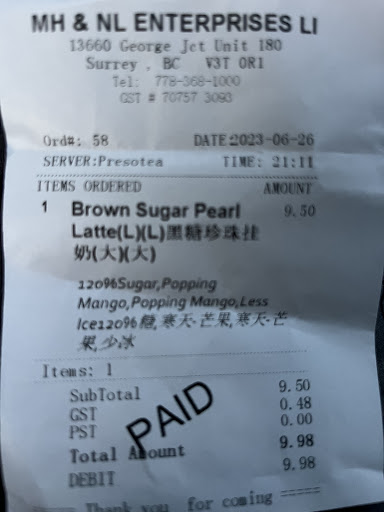 MH & NL ENTERPRISES LI
13660 George Jct Unit 180
Surrey , BC V3T 0R1
Tel: 778-368-1000
GST # 70757 3093
Ord#: 58 DATE:2023-06-26
SERVER:Presotea TIME: 21:11
ITEMS ORDERED AMOUNT
1 Brown Sugar Pearl 9.50
Latte(L)(L)黑糖珍珠挂
奶(大)(大)
120%Sugar,Popping
Mango,Popping Mango,Less
Ice120%糖,寒天-芒果,寒天-芒
果,少冰
Items: 1
SubTotal 9.50
GST 0.48
PST 0.00
PAID
Total Amount 9.98
DEBIT 9.98
===== Thank you for coming =====